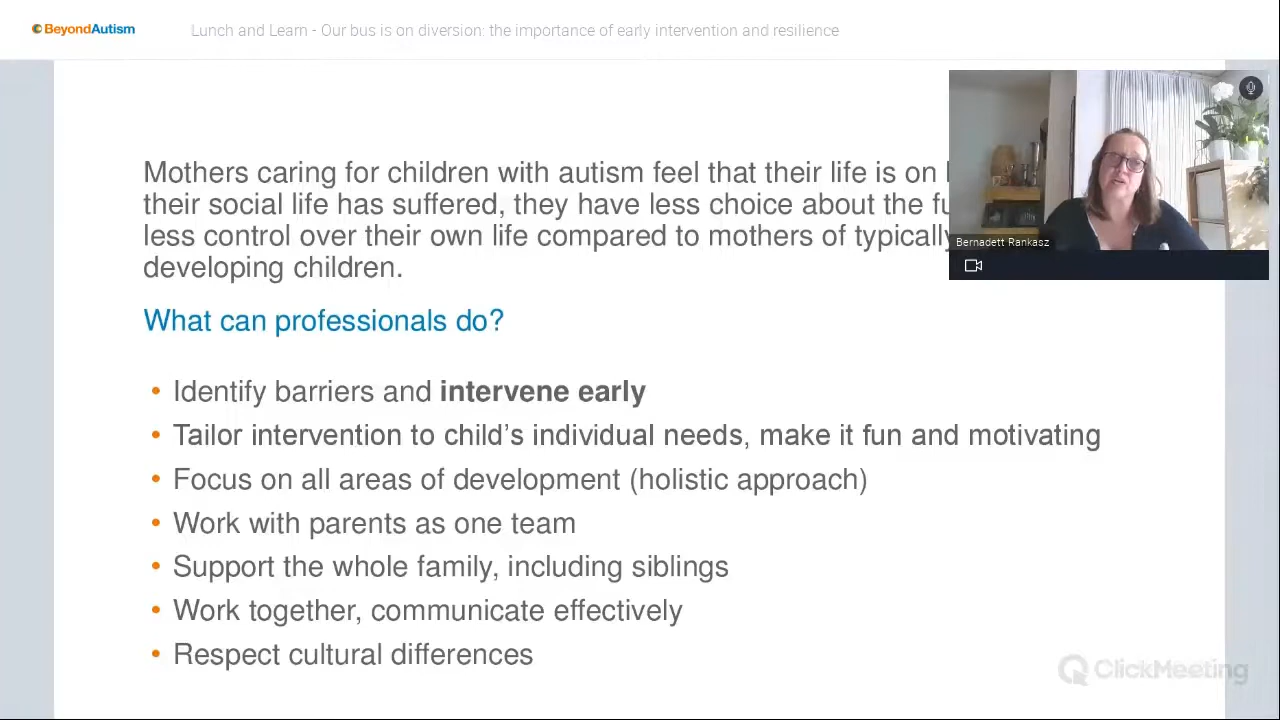 BeyondAutism
Lunch and Learn - Our bus is on diversion: the importance of early intervention and resilience
Mothers caring for children with autism feel that their life is on
their social life has suffered, they have less choice about the
less control over their own life compared to mothers of typically
developing children.
Bernadett Rankasz
What can professionals do?
• Identify barriers and intervene early
• Tailor intervention to child's individual needs, make it fun and motivating
• Focus on all areas of development (holistic approach)
• Work with parents as one team
• Support the whole family, including siblings
• Work together, communicate effectively
• Respect cultural differences
ClickMeeting